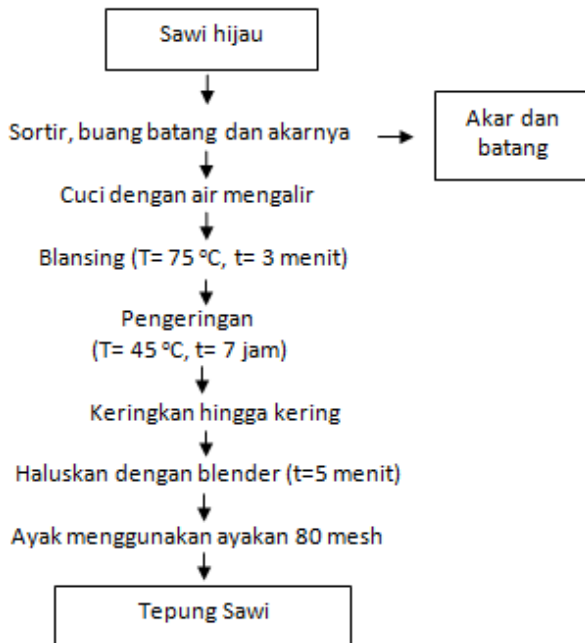 Sawi hijau
Sortir, buang batang dan akarnya
Akar dan
batang
Cuci dengan air mengalir
Blansing (T= 75 °C, t= 3 menit)
Pengeringan
(T= 45 °C, t= 7 jam)
Keringkan hingga kering
Haluskan dengan blender (t=5 menit)
Ayak menggunakan ayakan 80 mesh
Tepung Sawi